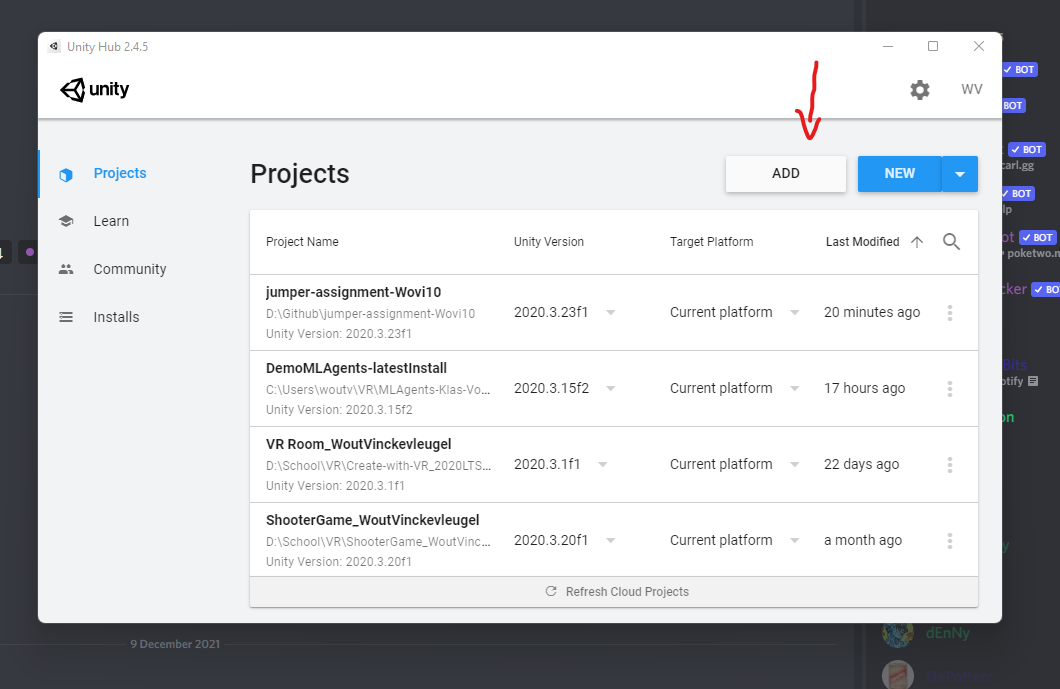 Unity Hub 2.4.5
unity
WV
BOT
BOT
BOT
carl.gg
BOT
lp
ot BOT
poketwo.n
cker BO
Projects
Learn
Community
Installs
Projects
ADD
NEW
Project Name Unity Version Target Platform Last Modified
jumper-assignment-Wovi10
D:\Github\jumper-assignment-Wovi10
Unity Version: 2020.3.23f1
2020.3.23f1 Current platform 20 minutes ago
DemoMLAgents-latestInstall
C:\Users\woutv\VR\MLAgents-Klas-Vo...
Unity Version: 2020.3.15f2
2020.3.15f2 Current platform 17 hours ago
VR Room_WoutVinckevleugel
D:\School\VR\Create-with-VR_2020LTS...
Unity Version: 2020.3.1f1
2020.3.1f1 Current platform 22 days ago
ShooterGame_WoutVinckevleugel
D:\School\VR\ShooterGame_WoutVinc...
Unity Version: 2020.3.20f1
2020.3.20f1 Current platform a month ago
Refresh Cloud Projects
otify
on
9 December 2021
dEnNy